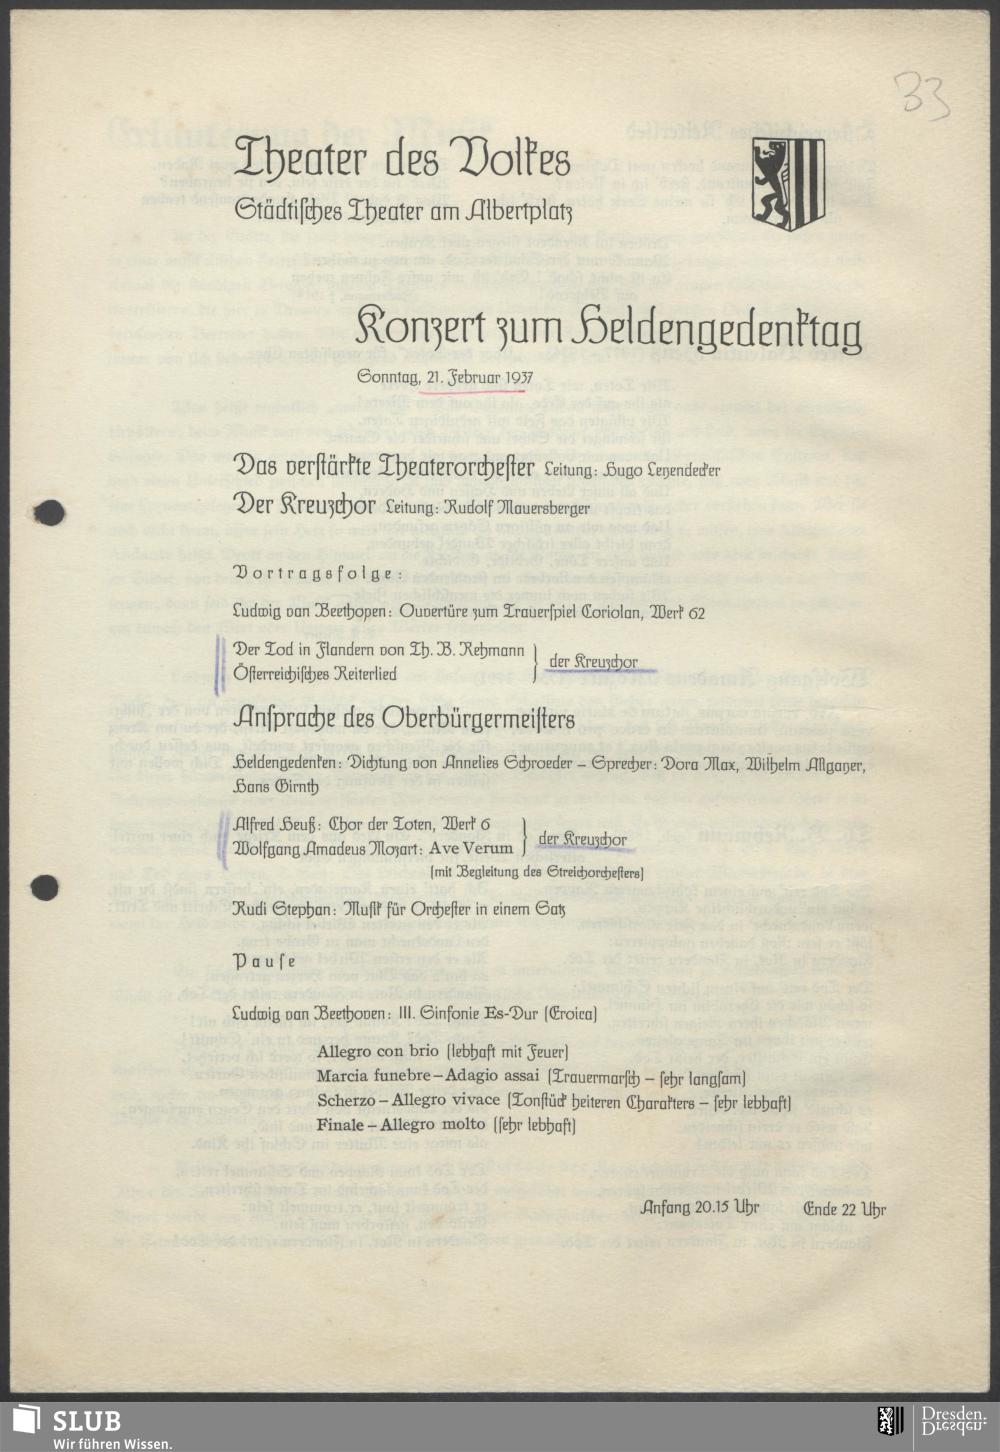 33
Theater des Volkes
Städtisches Theater am Albertplatz
Konzert zum Heldengedenktag
Sonntag, 21. Februar 1937
Das verstärkte Theaterorchester Leitung: Hugo Leyendecker
Der Kreuzchor Leitung: Rudolf Mauersberger
Vortragsfolge:
Ludwig van Beethoven: Ouvertüre zum Trauerspiel Coriolan, Werk 62
Der Tod in Flandern von Th. B. Rehmann
Österreichisches Reiterlied
der Kreuzchor
Ansprache des Oberbürgermeisters
Heldengedenken: Dichtung von Annelies Schroeder – Sprecher: Dora Max, Wilhelm Allgayer,
Hans Girnth
Alfred Heuß: Chor der Toten, Werk 6
Wolfgang Amadeus Mozart: Ave Verum
der Kreuzchor
(mit Begleitung des Streichorchesters)
Rudi Stephan: Musik für Orchester in einem Satz
Pause
Ludwig van Beethoven: III. Sinfonie Es-Dur (Eroica)
Allegro con brio (lebhaft mit Feuer)
Marcia funebre – Adagio assai (Trauermarsch – sehr langsam)
Scherzo – Allegro vivace (Tonstück heiteren Charakters – sehr lebhaft)
Finale – Allegro molto (sehr lebhaft)
Anfang 20.15 Uhr Ende 22 Uhr
SLUB
Wir führen Wissen.
Dresden.
Dresden.